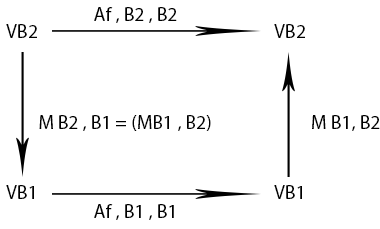 Af , B2 , B2
VB2 VB2
M B2 , B1 = (MB1 , B2) M B1, B2
VB1 VB1
Af , B1 , B1